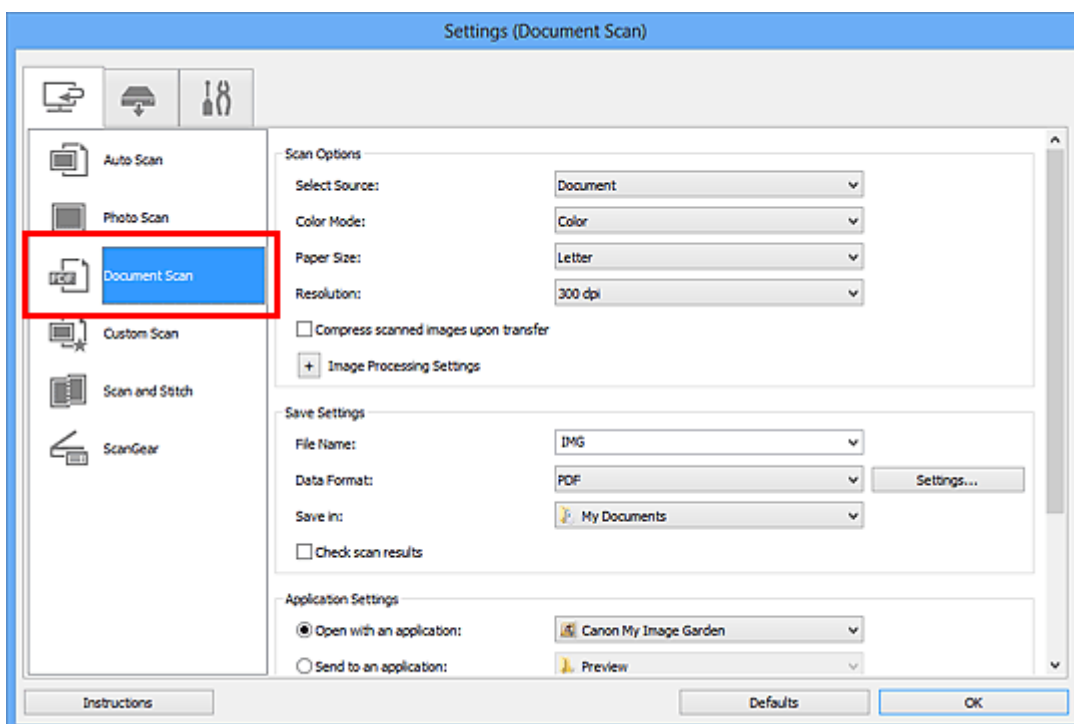 Settings (Document Scan)
Auto Scan
Photo Scan
Document Scan
Custom Scan
Scan and Stitch
ScanGear
Scan Options
Select Source: Document
Color Mode: Color
Paper Size: Letter
Resolution: 300 dpi
Compress scanned images upon transfer
+ Image Processing Settings
Save Settings
File Name: IMG
Data Format: PDF Settings...
Save in: My Documents
Check scan results
Application Settings
Open with an application: Canon My Image Garden
Send to an application: Preview
Instructions Defaults OK